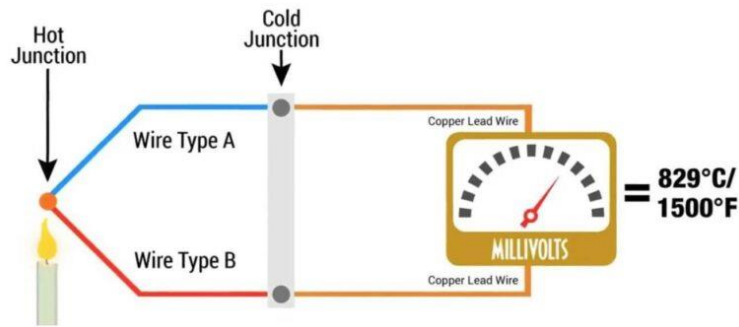 Hot
Junction
Cold
Junction
Wire Type A
Copper Lead Wire
MILLIVOLTS
= 829°C/
1500°F
Wire Type B
Copper Lead Wire